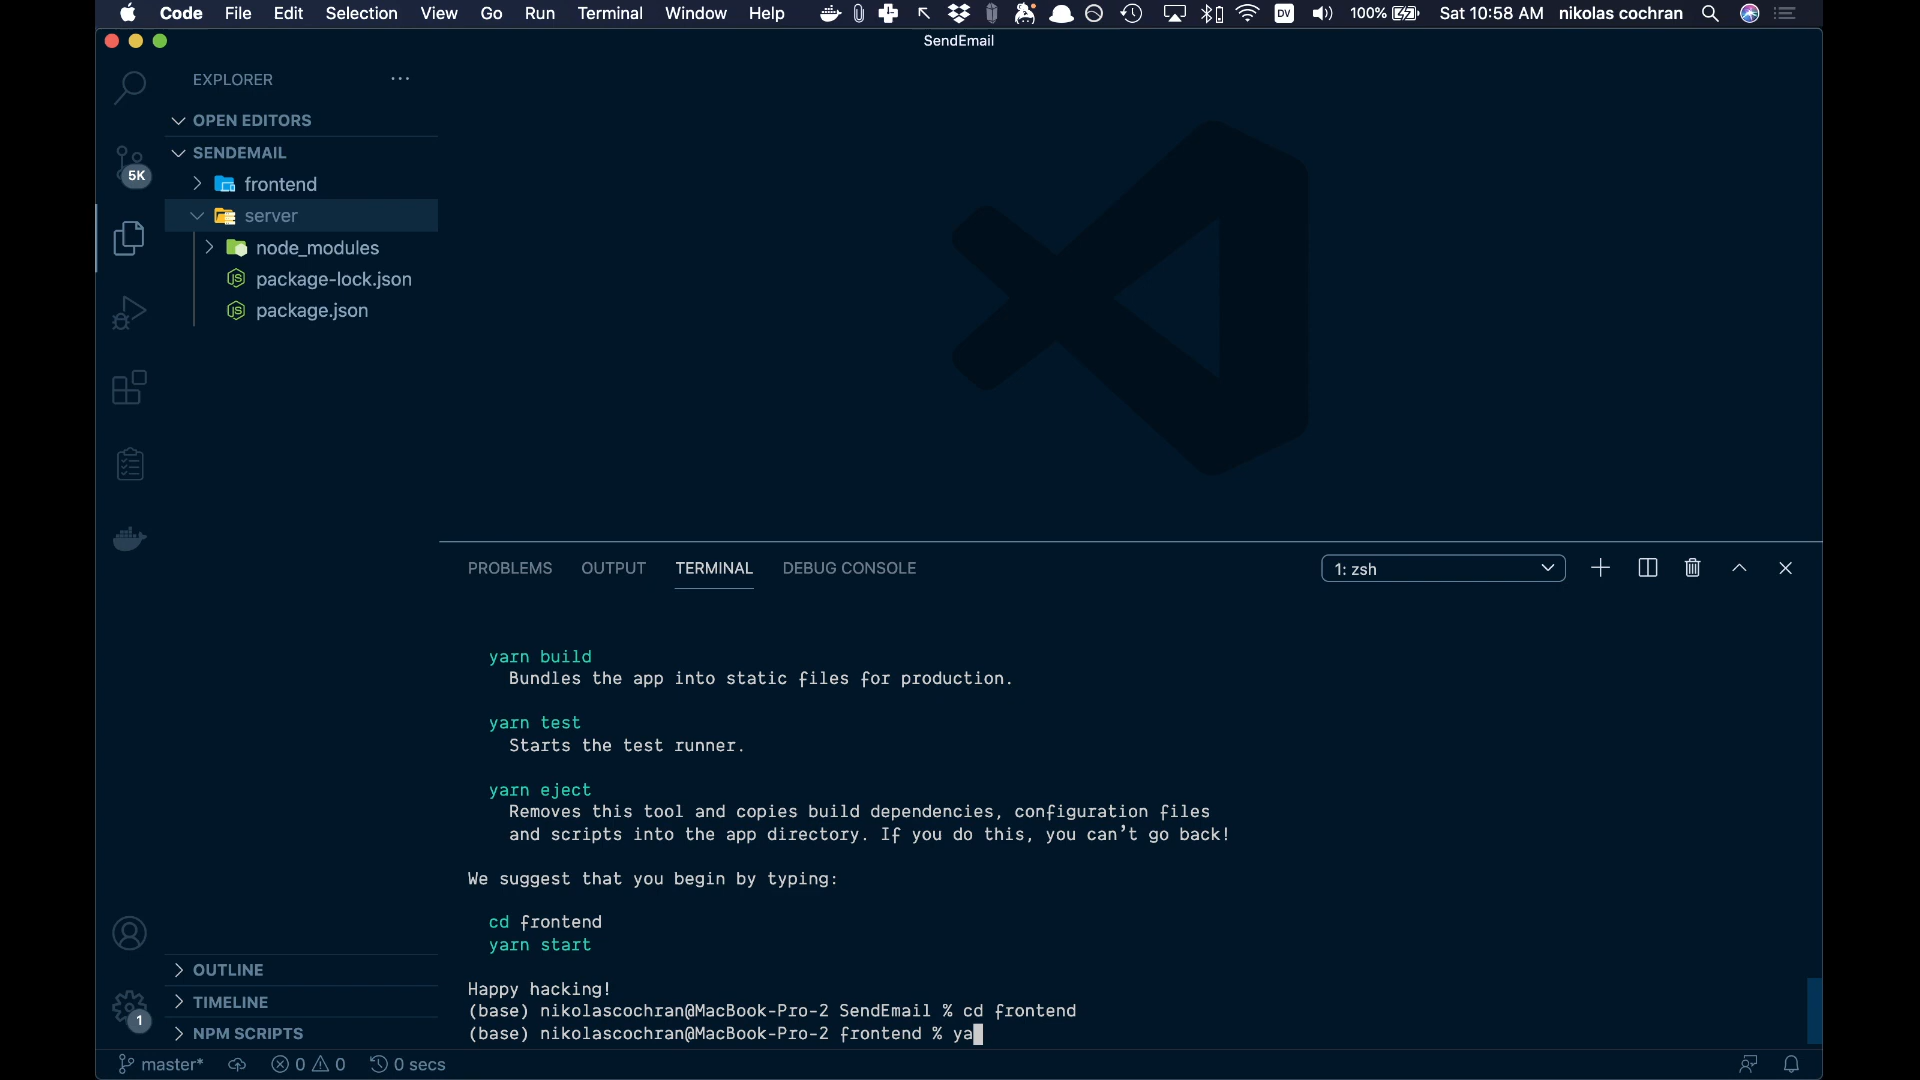 Code File Edit Selection View Go Run Terminal Window Help DV 100% Sat 10:58 AM nikolas cochran
SendEmail
EXPLORER ···
OPEN EDITORS
SENDEMAIL
5K
frontend
server
node_modules
package-lock.json
package.json
PROBLEMS OUTPUT TERMINAL DEBUG CONSOLE 1: zsh
yarn build
Bundles the app into static files for production.
yarn test
Starts the test runner.
yarn eject
Removes this tool and copies build dependencies, configuration files
and scripts into the app directory. If you do this, you can't go back!
We suggest that you begin by typing:
cd frontend
yarn start
Happy hacking!
(base) nikolascochran@MacBook-Pro-2 SendEmail % cd frontend
(base) nikolascochran@MacBook-Pro-2 frontend % ya
OUTLINE
TIMELINE
1
NPM SCRIPTS
master* 0 0 0 secs